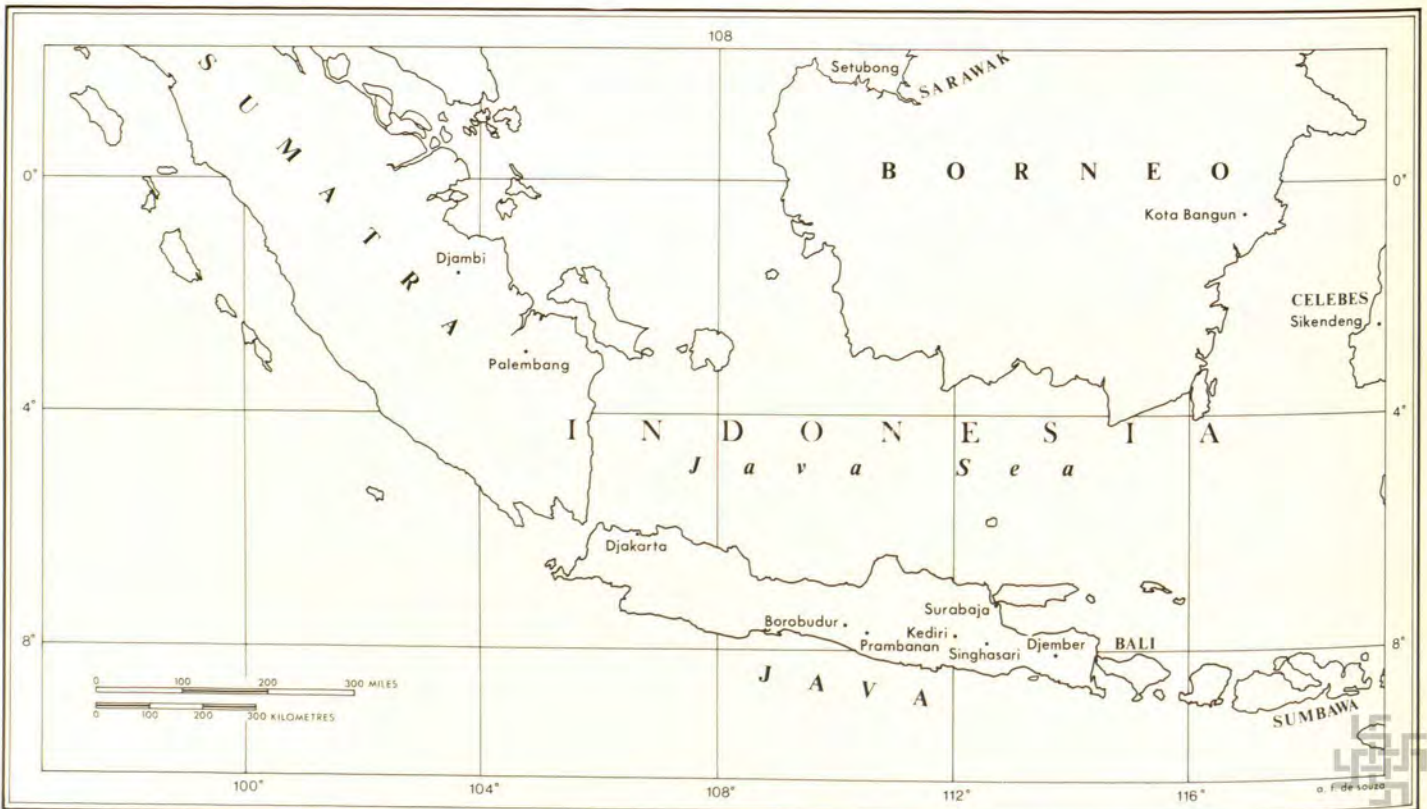 108
SUMATRA
Setubong
SARAWAK
BORNEO
0°
0°
Kota Bangun
Djambi
CELEBES
Sikendeng
Palembang
4°
4°
INDONESIA
Java Sea
Djakarta
Surabaja
Borobudur
Kediri
Prambanan
Singhasari
Djember
BALI
8°
8°
JAVA
SUMBAWA
0 100 200 300 MILES
0 100 200 300 KILOMETRES
a. f. de souza
100°
104°
108°
112°
116°